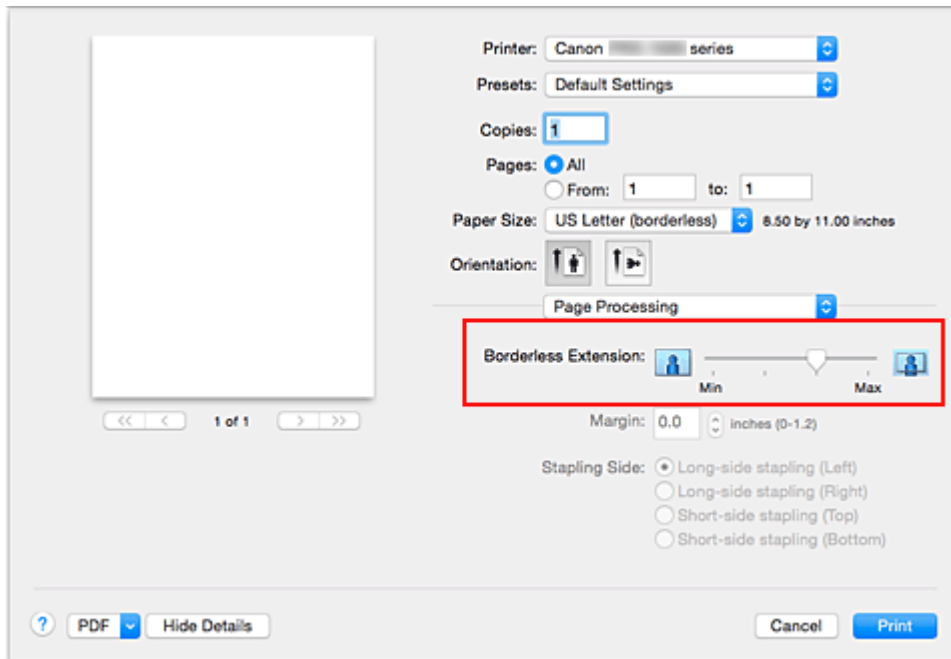 Printer: Canon series
Presets: Default Settings
Copies: 1
Pages: All
From: 1 to: 1
Paper Size: US Letter (borderless) 8.50 by 11.00 inches
Orientation:
Page Processing
Borderless Extension:
Min Max
<< < 1 of 1 > >>
Margin: 0.0 inches (0-1.2)
Stapling Side: Long-side stapling (Left)
Long-side stapling (Right)
Short-side stapling (Top)
Short-side stapling (Bottom)
? PDF Hide Details Cancel Print